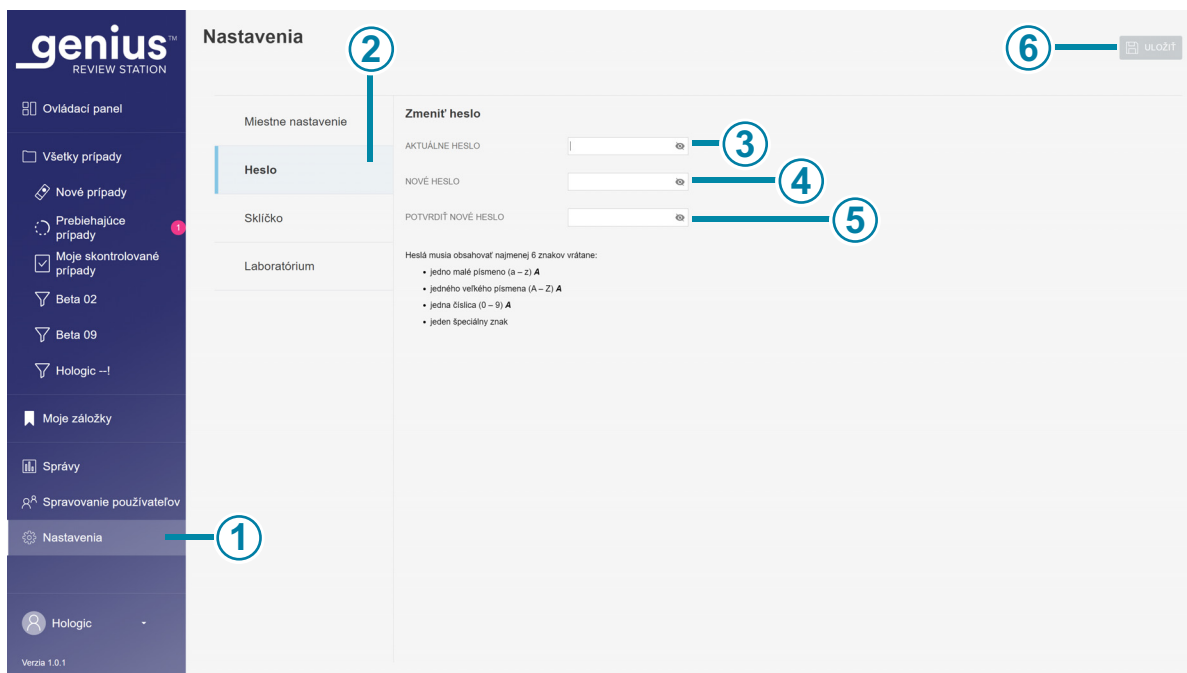 genius™
REVIEW STATION
Ovládací panel
Všetky prípady
Nové prípady
Prebiehajúce
prípady
1
Moje skontrolované
prípady
Beta 02
Beta 09
Hologic --!
Moje záložky
Správy
Spravovanie používateľov
Nastavenia
1
Hologic
Verzia 1.0.1
Nastavenia
2
6
ULOŽIŤ
Miestne nastavenie
Heslo
Sklíčko
Laboratórium
Zmeniť heslo
AKTUÁLNE HESLO
3
NOVÉ HESLO
4
POTVRDIŤ NOVÉ HESLO
5
Heslá musia obsahovať najmenej 6 znakov vrátane:
• jedno malé písmeno (a – z) A
• jedného veľkého písmena (A – Z) A
• jedna číslica (0 – 9) A
• jeden špeciálny znak